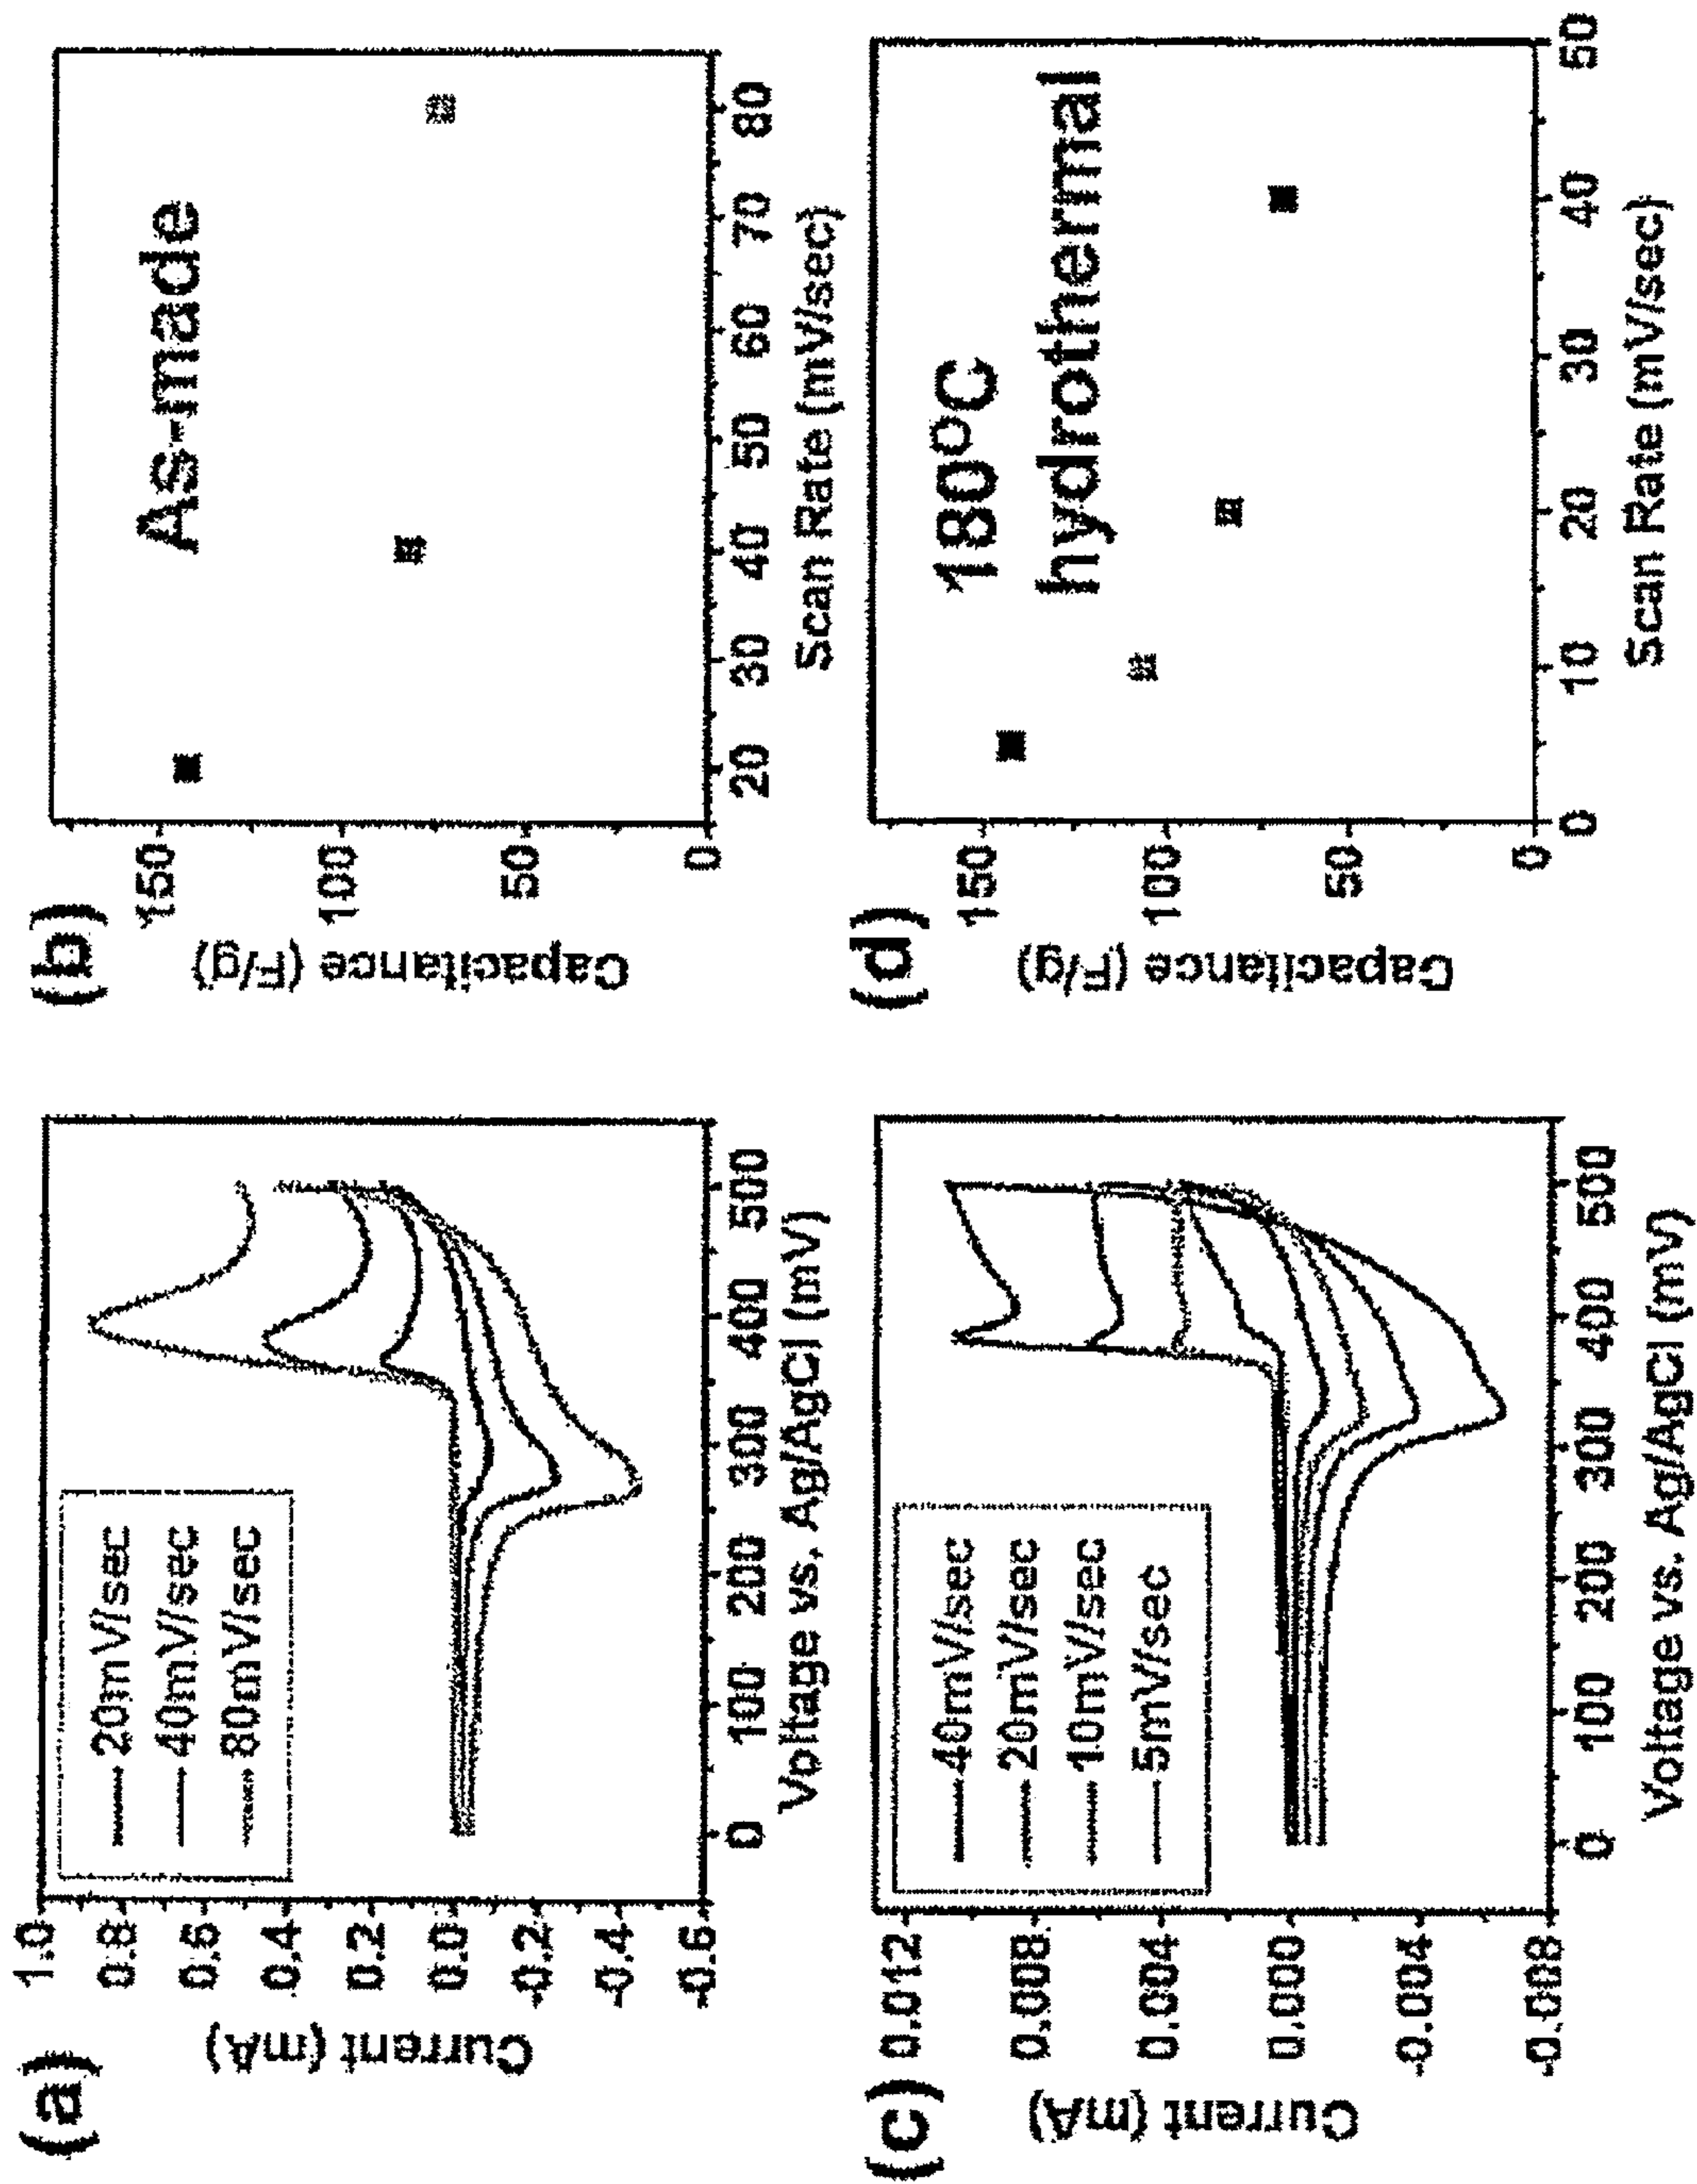 (a)
Current (mA)
1.0
0.8
0.6
0.4
0.2
0.0
-0.2
-0.4
-0.6
20mV/sec
40mV/sec
80mV/sec
0 100 200 300 400 500
Voltage vs. Ag/AgCl (mV)
(b)
Capacitance (F/g)
150
100
50
0
As-made
20 30 40 50 60 70 80
Scan Rate (mV/sec)
(c)
Current (mA)
0.012
0.008
0.004
0.000
-0.004
-0.008
40mV/sec
20mV/sec
10mV/sec
5mV/sec
0 100 200 300 400 500
Voltage vs. Ag/AgCl (mV)
(d)
Capacitance (F/g)
150
100
50
0
180ºC
hydrothermal
0 10 20 30 40 50
Scan Rate (mV/sec)